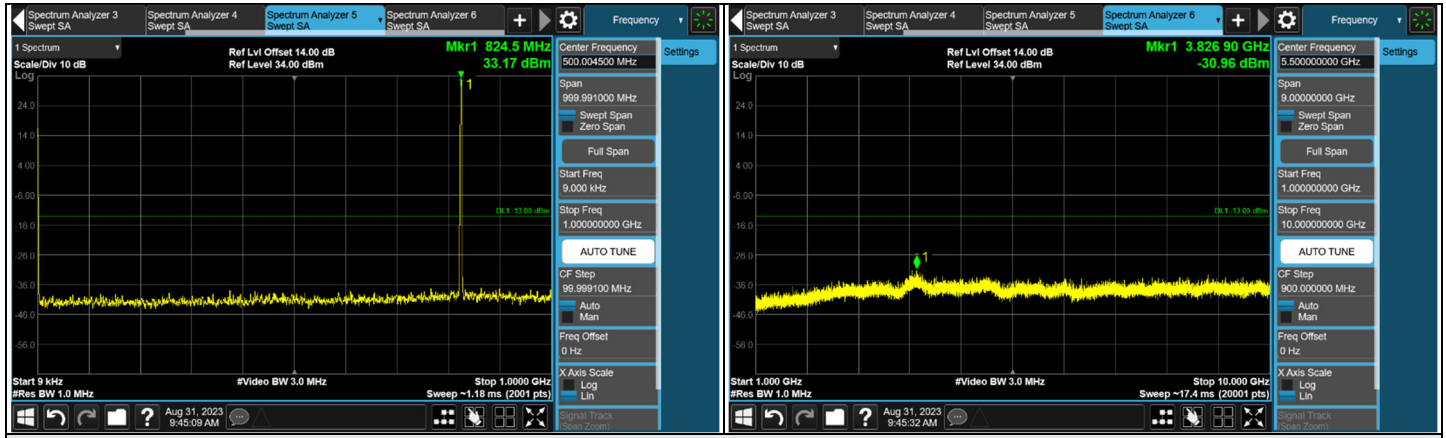 Spectrum Analyzer 3
Swept SA
Spectrum Analyzer 4
Swept SA
Spectrum Analyzer 5
Swept SA
Spectrum Analyzer 6
Swept SA
+
Frequency
1 Spectrum
Scale/Div 10 dB
Ref Lvl Offset 14.00 dB
Ref Level 34.00 dBm
Mkr1 824.5 MHz
33.17 dBm
Log
1
24.0
14.0
4.00
-6.00
-16.0
-26.0
-36.0
-46.0
-56.0
DL1 -13.00 dBm
Start 9 kHz
#Res BW 1.0 MHz
#Video BW 3.0 MHz
Stop 1.0000 GHz
Sweep ~1.18 ms (2001 pts)
Center Frequency
500.004500 MHz
Settings
Span
999.991000 MHz
Swept Span
Zero Span
Full Span
Start Freq
9.000 kHz
Stop Freq
1.000000000 GHz
AUTO TUNE
CF Step
99.999100 MHz
Auto
Man
Freq Offset
0 Hz
X Axis Scale
Log
Lin
Signal Track
(Span Zoom)
?
Aug 31, 2023
9:45:09 AM
Spectrum Analyzer 3
Swept SA
Spectrum Analyzer 4
Swept SA
Spectrum Analyzer 5
Swept SA
Spectrum Analyzer 6
Swept SA
+
Frequency
1 Spectrum
Scale/Div 10 dB
Ref Lvl Offset 14.00 dB
Ref Level 34.00 dBm
Mkr1 3.826 90 GHz
-30.96 dBm
Log
24.0
14.0
4.00
-6.00
-16.0
-26.0
-36.0
-46.0
-56.0
DL1 -13.00 dBm
1
Start 1.000 GHz
#Res BW 1.0 MHz
#Video BW 3.0 MHz
Stop 10.000 GHz
Sweep ~17.4 ms (20001 pts)
Center Frequency
5.500000000 GHz
Settings
Span
9.00000000 GHz
Swept Span
Zero Span
Full Span
Start Freq
1.000000000 GHz
Stop Freq
10.000000000 GHz
AUTO TUNE
CF Step
900.000000 MHz
Auto
Man
Freq Offset
0 Hz
X Axis Scale
Log
Lin
Signal Track
(Span Zoom)
?
Aug 31, 2023
9:45:32 AM